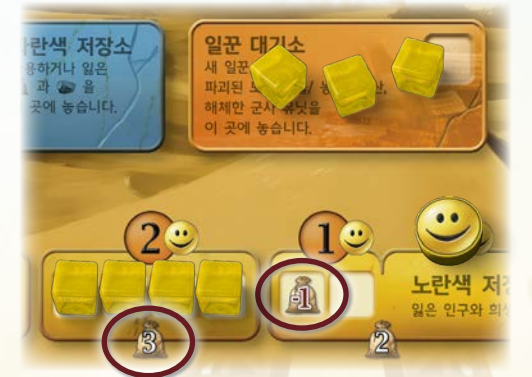 란색 저장소
용하거나 잃은
과 을
곳에 놓습니다.
일꾼 대기소
새 일꾼
파괴된
해체한 군사 유닛을
이 곳에 놓습니다.
2
1
-1
3
노란색 저장
잃은 인구와 희생
2